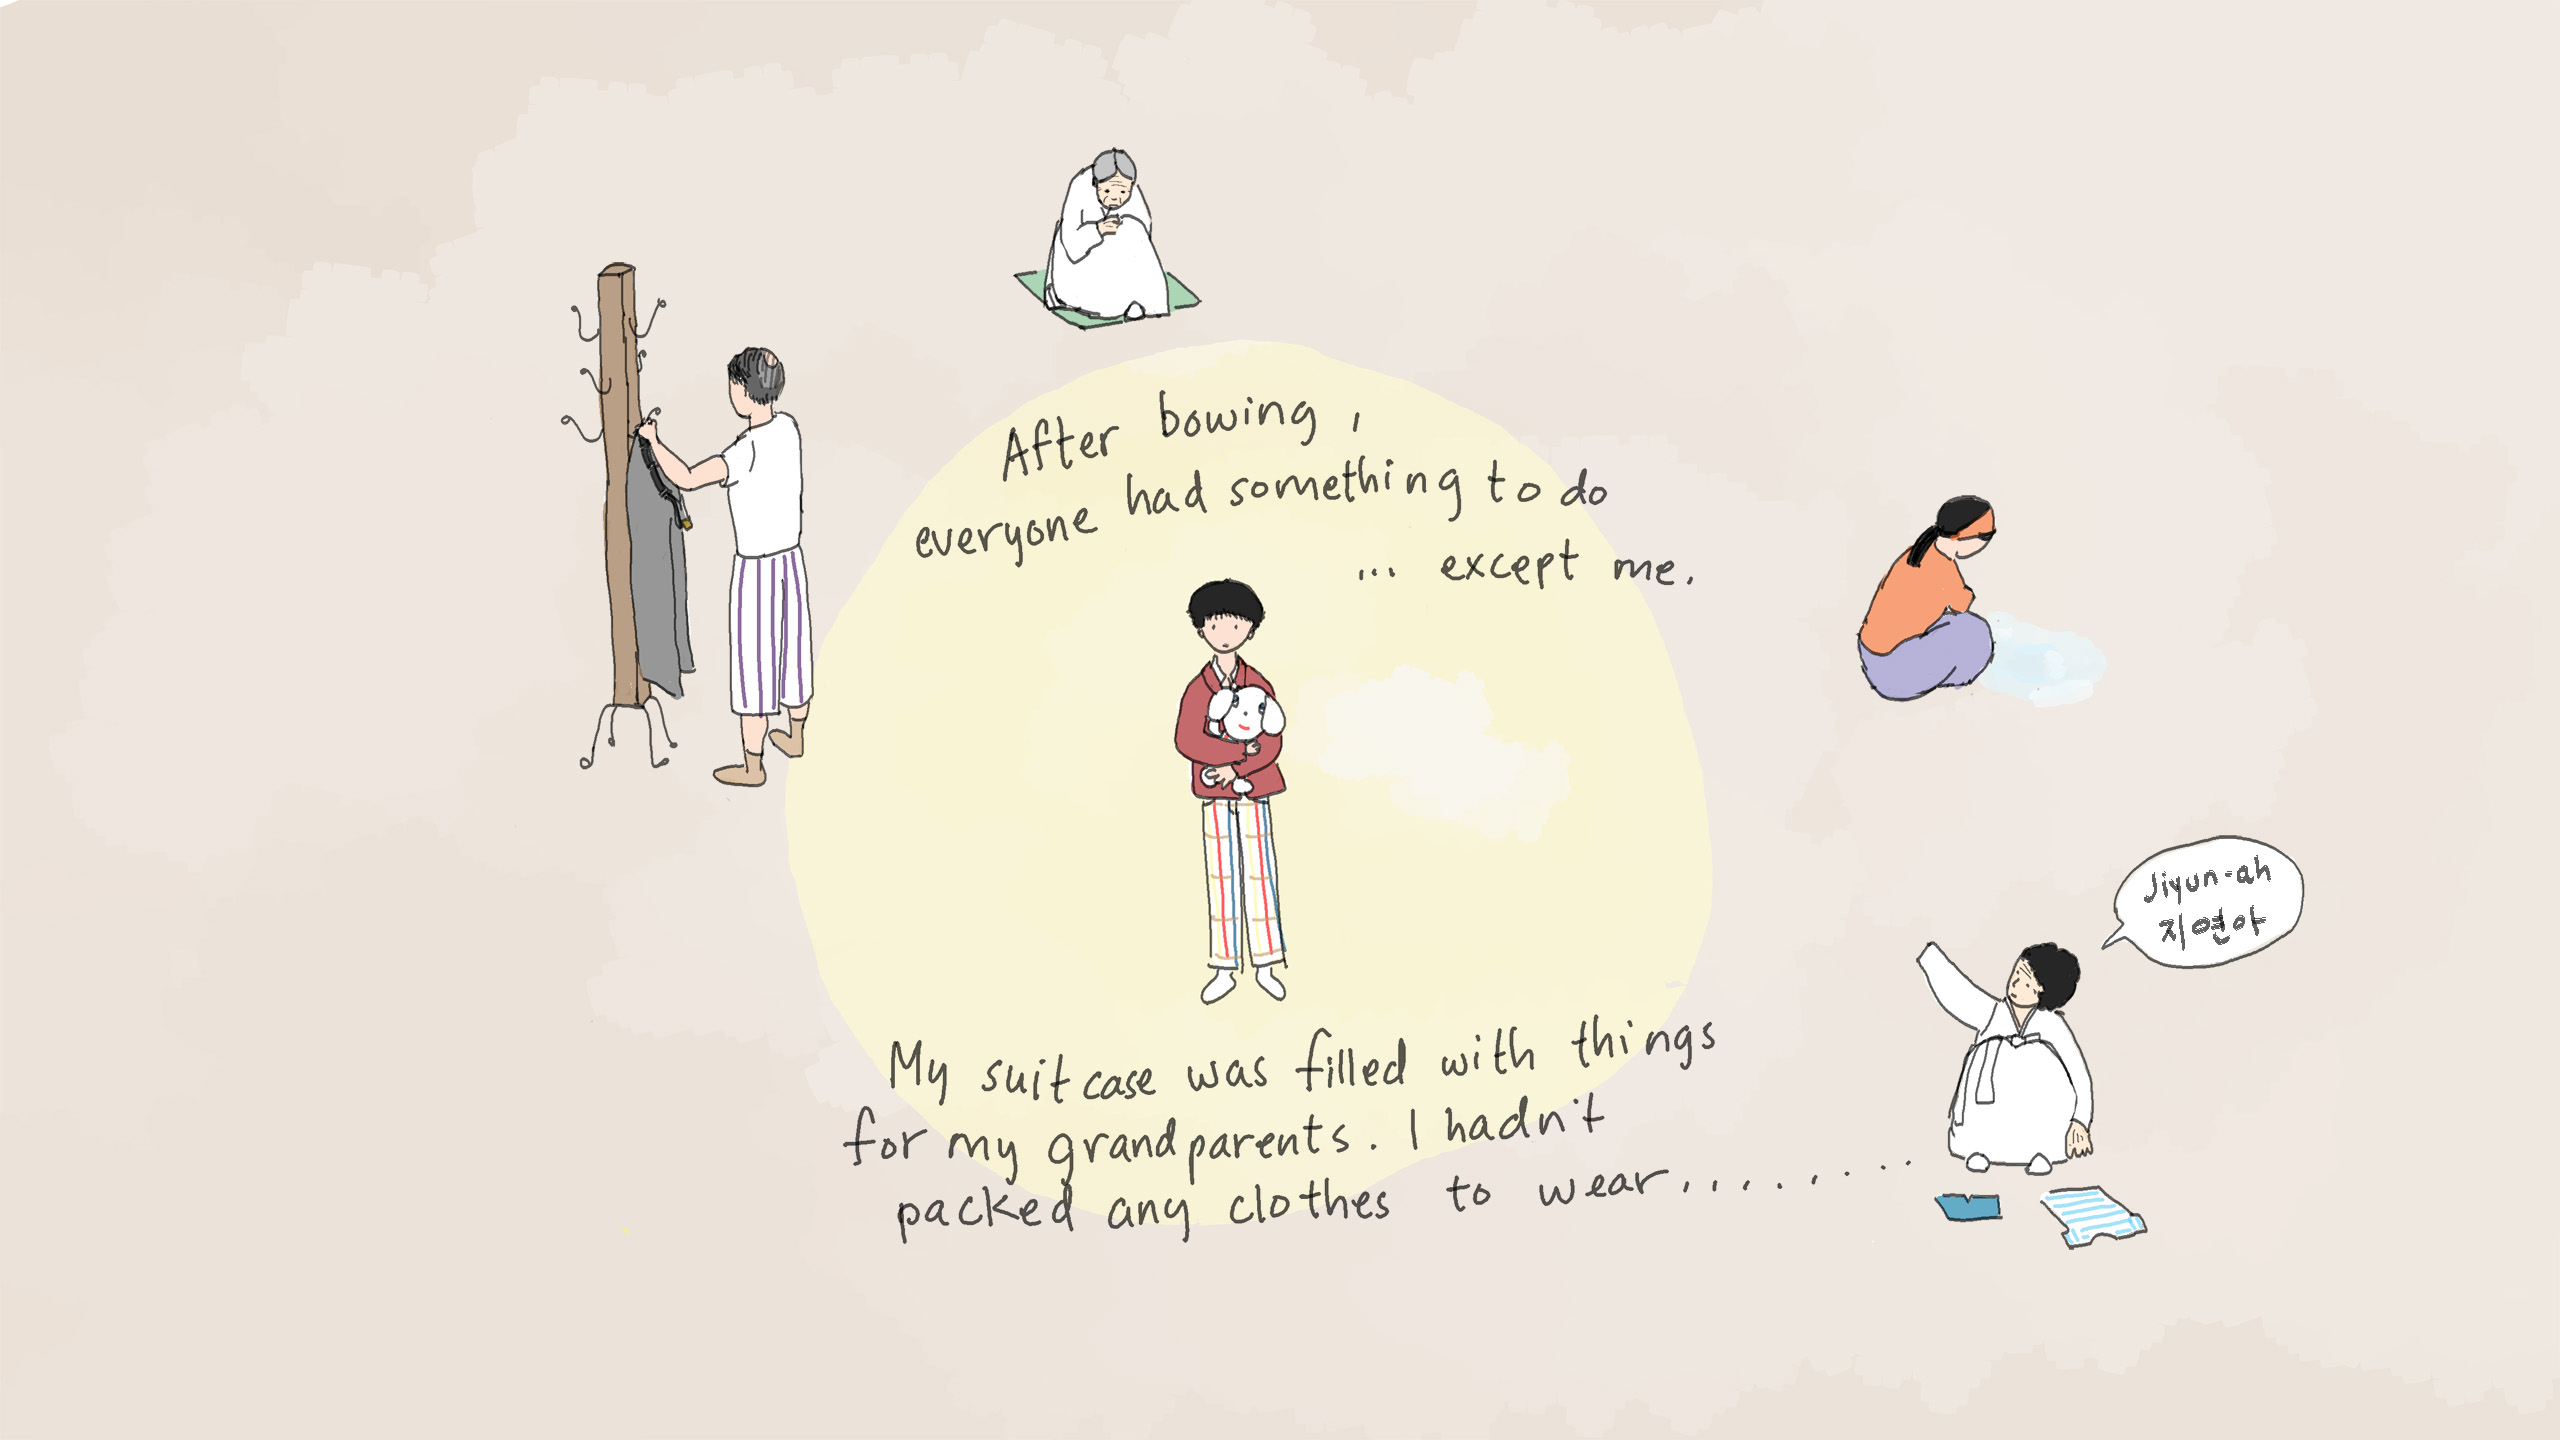 After bowing,
everyone had something to do
... except me.
Jiyun-ah
지연아
My suitcase was filled with things
for my grandparents. I hadn't
packed any clothes to wear.........